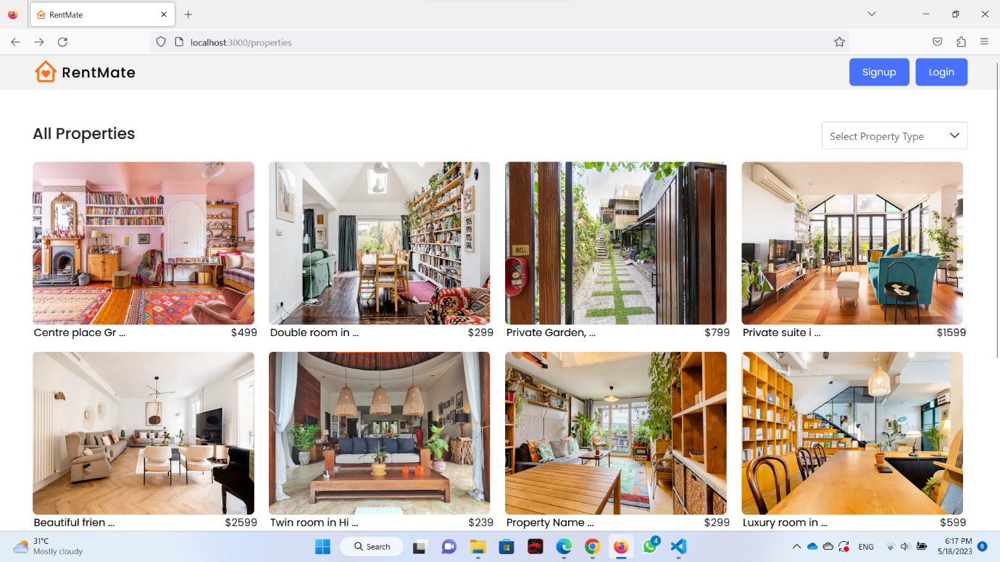 RentMate
localhost:3000/properties
RentMate
Signup Login
All Properties
Select Property Type
BELL
Centre place Gr ... $499
Double room in ... $299
Private Garden, ... $799
Private suite i ... $1599
Beautiful frien ... $2599
Twin room in Hi ... $239
Property Name ... $299
Luxury room in ... $599
31°C
Mostly cloudy
Search
4
ENG
6:17 PM
5/18/2023
8